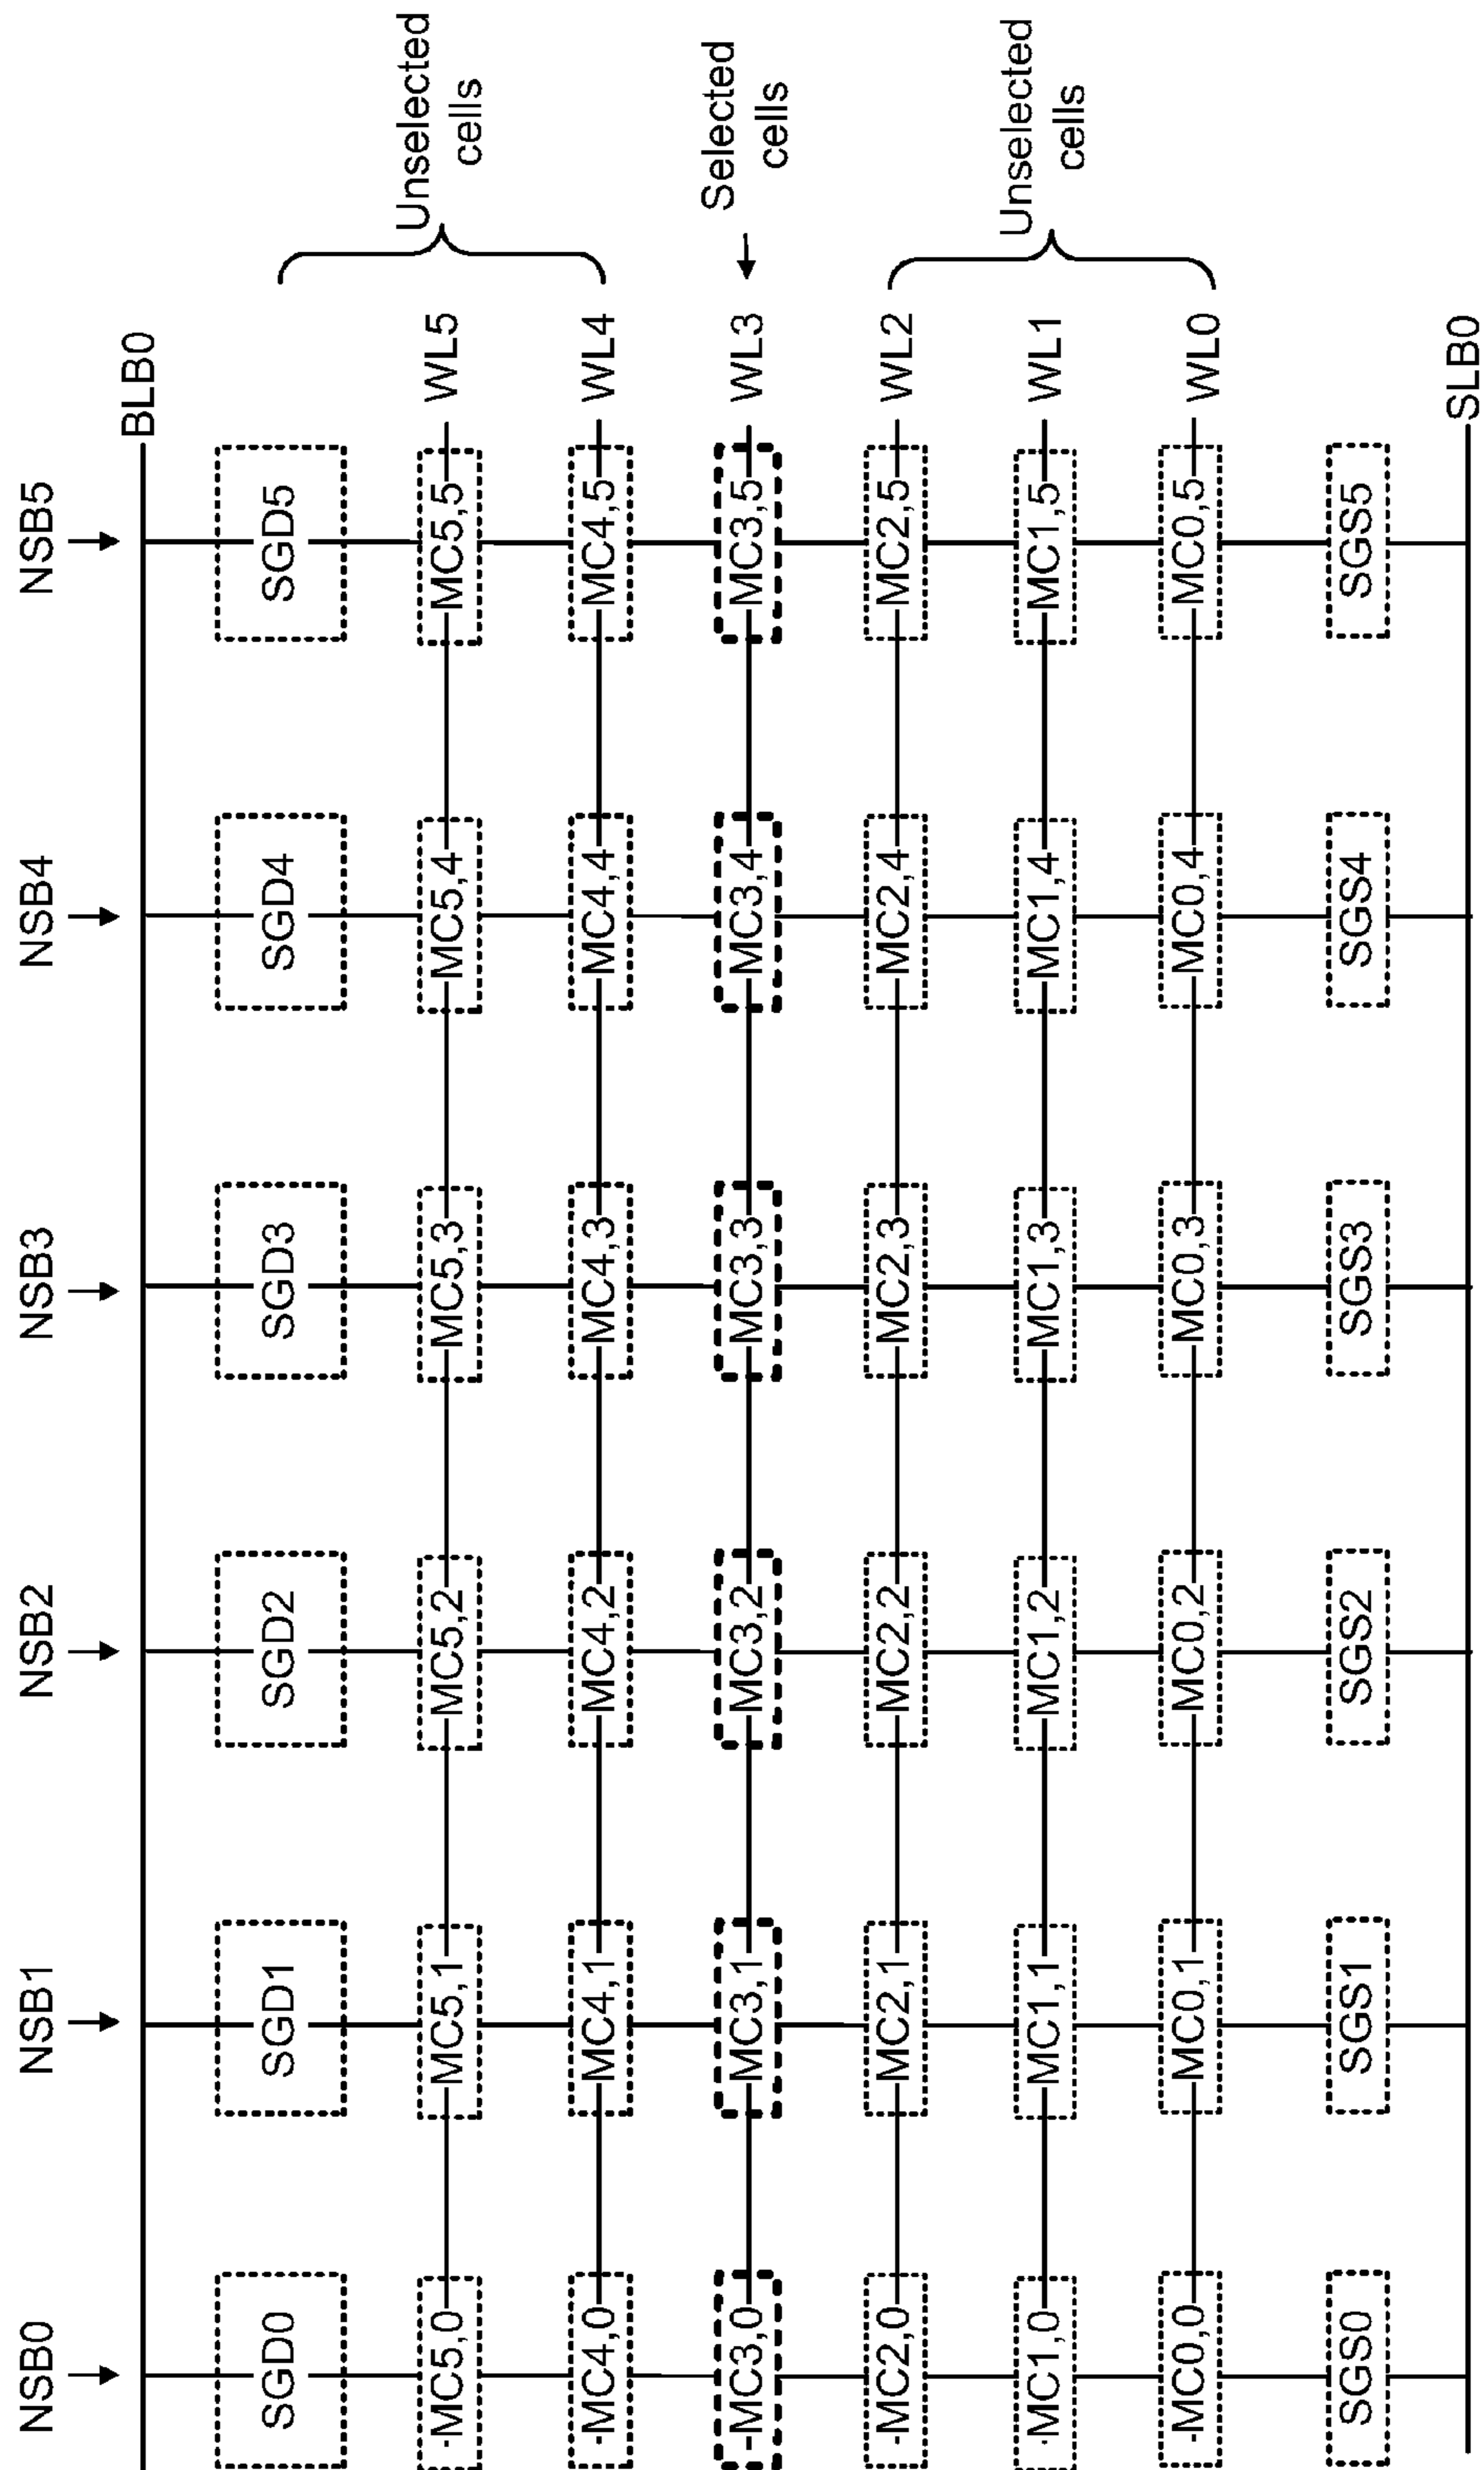 NSB0 NSB1 NSB2 NSB3 NSB4 NSB5
BLB0
SGD0 SGD1 SGD2 SGD3 SGD4 SGD5
Unselected
cells
MC5,0 MC5,1 MC5,2 MC5,3 MC5,4 MC5,5 WL5
MC4,0 MC4,1 MC4,2 MC4,3 MC4,4 MC4,5 WL4
MC3,0 MC3,1 MC3,2 MC3,3 MC3,4 MC3,5 WL3
Selected
cells
MC2,0 MC2,1 MC2,2 MC2,3 MC2,4 MC2,5 WL2
MC1,0 MC1,1 MC1,2 MC1,3 MC1,4 MC1,5 WL1
MC0,0 MC0,1 MC0,2 MC0,3 MC0,4 MC0,5 WL0
Unselected
cells
SGS0 SGS1 SGS2 SGS3 SGS4 SGS5
SLB0